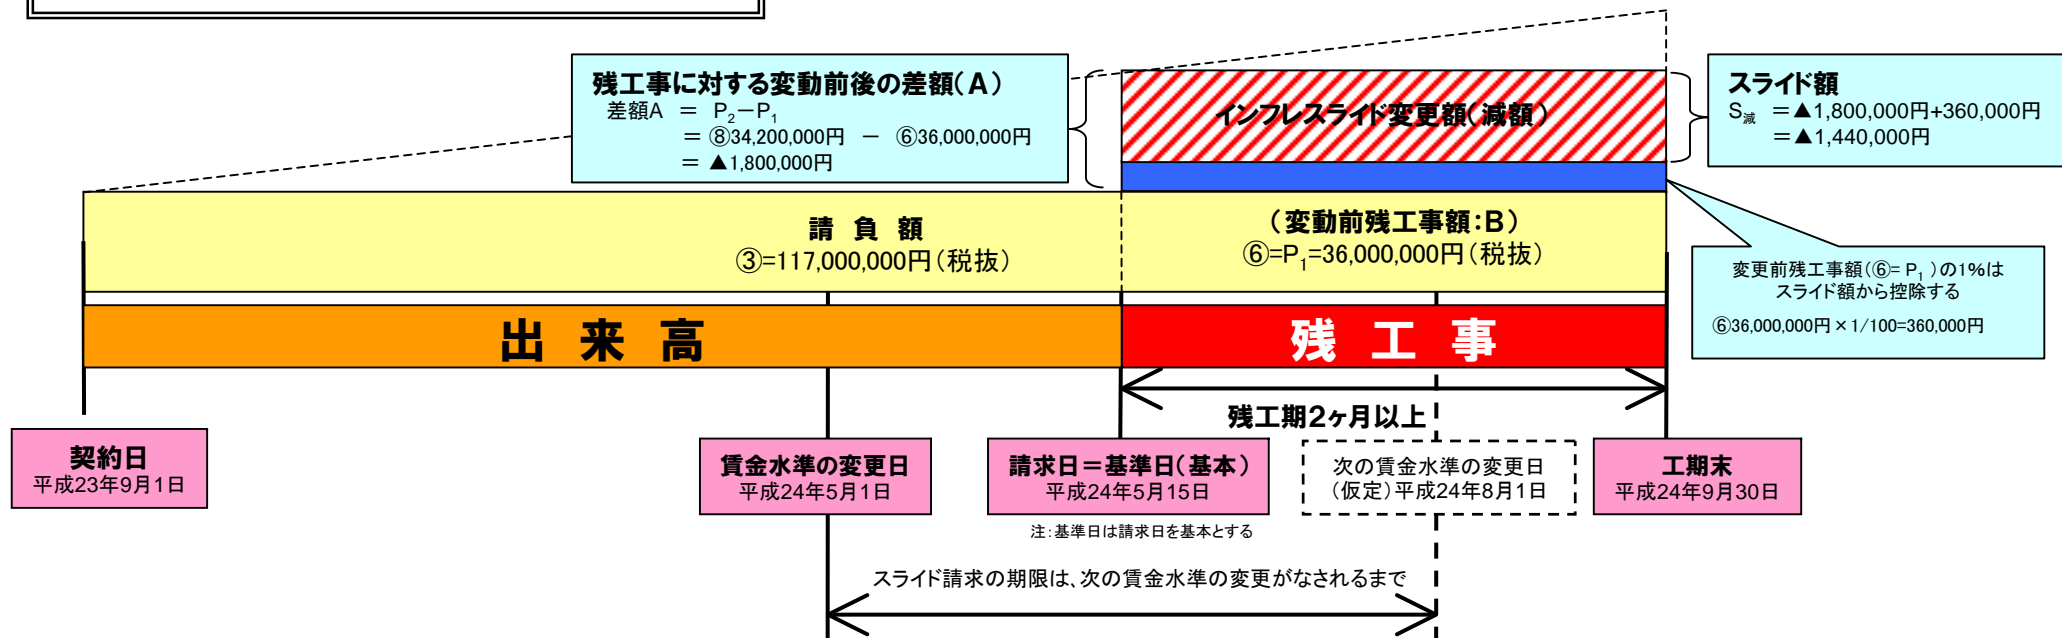 残工事に対する変動前後の差額(A)
差額A = P₂－P₁
= ⑧34,200,000円 － ⑥36,000,000円
= ▲1,800,000円
インフレスライド変更額(減額)
スライド額
S減 =▲1,800,000円+360,000円
=▲1,440,000円
請 負 額
③=117,000,000円(税抜)
(変動前残工事額:B)
⑥=P₁=36,000,000円(税抜)
変更前残工事額(⑥= P₁ )の1%は
スライド額から控除する
⑥36,000,000円×1/100=360,000円
出 来 高
残 工 事
残工期2ヶ月以上
契約日
平成23年9月1日
賃金水準の変更日
平成24年5月1日
請求日=基準日(基本)
平成24年5月15日
次の賃金水準の変更日
(仮定)平成24年8月1日
工期末
平成24年9月30日
注:基準日は請求日を基本とする
スライド請求の期限は、次の賃金水準の変更がなされるまで